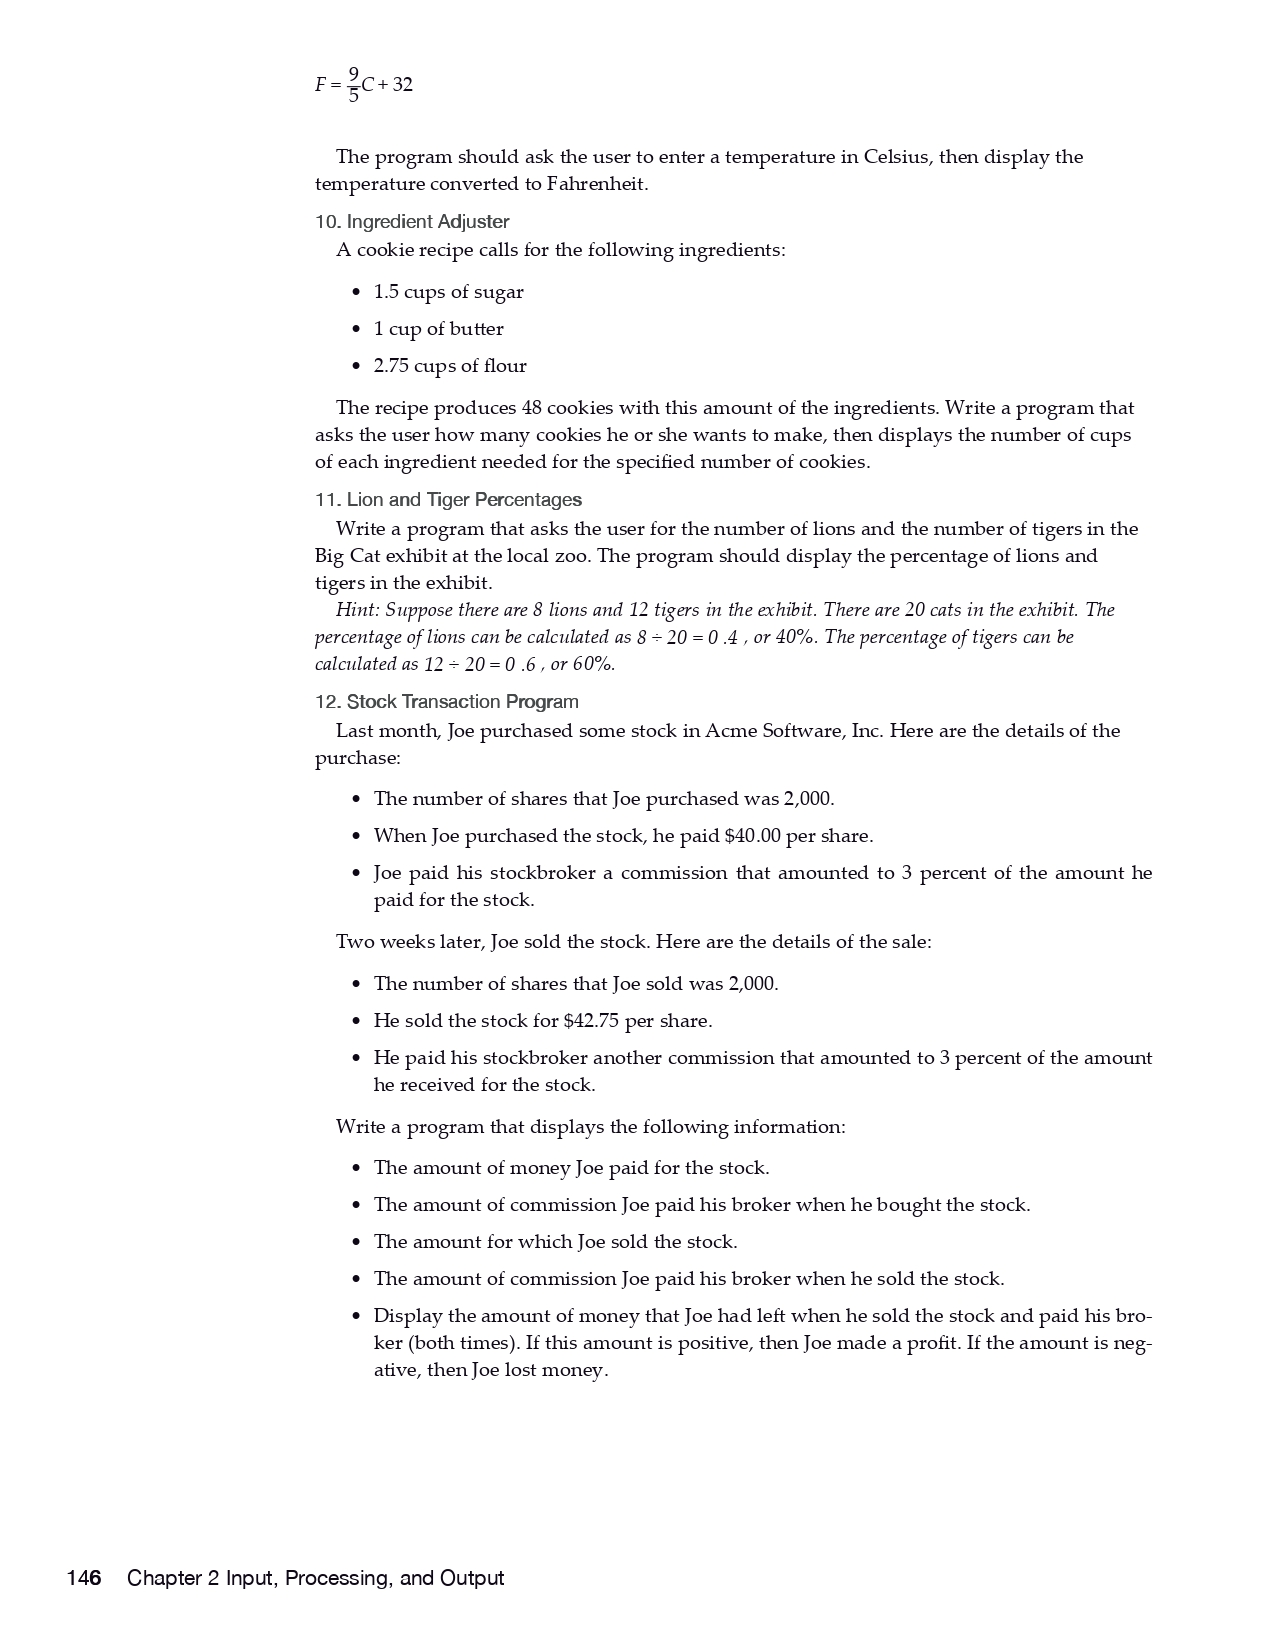 F = 9/5 C + 32
The program should ask the user to enter a temperature in Celsius, then display the
temperature converted to Fahrenheit.
10. Ingredient Adjuster
A cookie recipe calls for the following ingredients:
• 1.5 cups of sugar
• 1 cup of butter
• 2.75 cups of flour
The recipe produces 48 cookies with this amount of the ingredients. Write a program that
asks the user how many cookies he or she wants to make, then displays the number of cups
of each ingredient needed for the specified number of cookies.
11. Lion and Tiger Percentages
Write a program that asks the user for the number of lions and the number of tigers in the
Big Cat exhibit at the local zoo. The program should display the percentage of lions and
tigers in the exhibit.
Hint: Suppose there are 8 lions and 12 tigers in the exhibit. There are 20 cats in the exhibit. The
percentage of lions can be calculated as 8 ÷ 20 = 0 .4 , or 40%. The percentage of tigers can be
calculated as 12 ÷ 20 = 0 .6 , or 60%.
12. Stock Transaction Program
Last month, Joe purchased some stock in Acme Software, Inc. Here are the details of the
purchase:
• The number of shares that Joe purchased was 2,000.
• When Joe purchased the stock, he paid $40.00 per share.
• Joe paid his stockbroker a commission that amounted to 3 percent of the amount he
paid for the stock.
Two weeks later, Joe sold the stock. Here are the details of the sale:
• The number of shares that Joe sold was 2,000.
• He sold the stock for $42.75 per share.
• He paid his stockbroker another commission that amounted to 3 percent of the amount
he received for the stock.
Write a program that displays the following information:
• The amount of money Joe paid for the stock.
• The amount of commission Joe paid his broker when he bought the stock.
• The amount for which Joe sold the stock.
• The amount of commission Joe paid his broker when he sold the stock.
• Display the amount of money that Joe had left when he sold the stock and paid his bro-
ker (both times). If this amount is positive, then Joe made a profit. If the amount is neg-
ative, then Joe lost money.
146 Chapter 2 Input, Processing, and Output